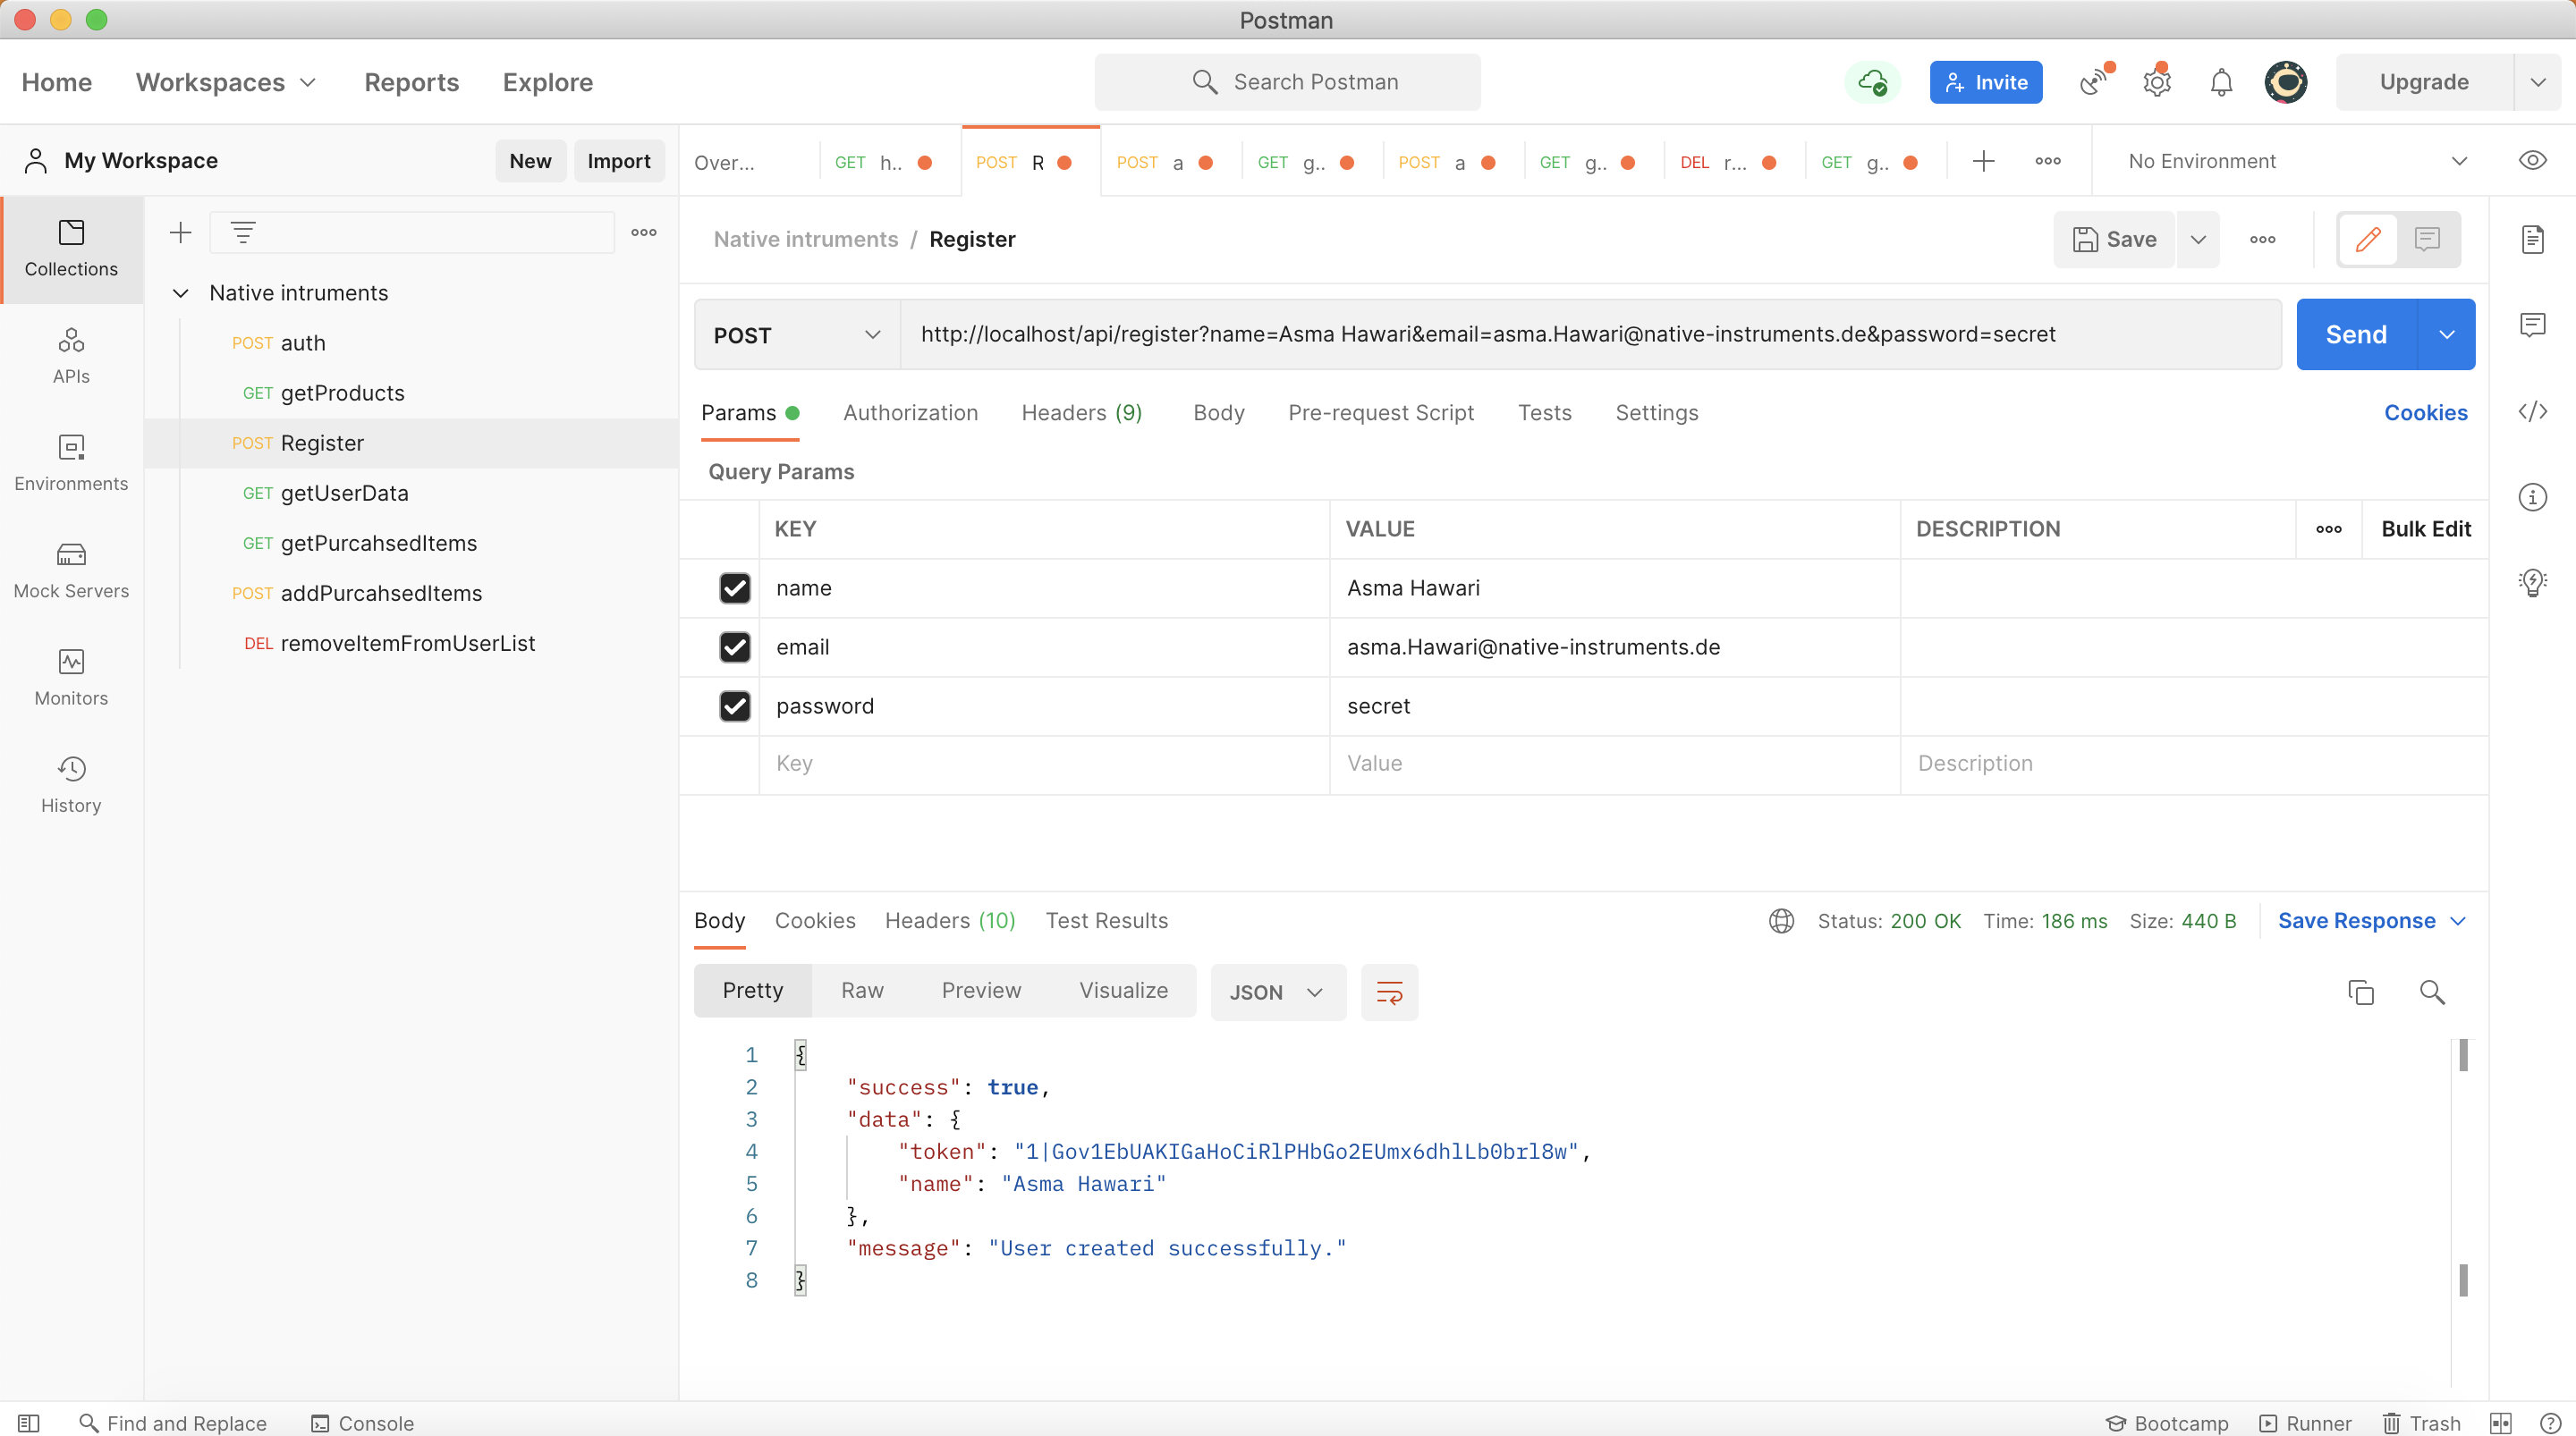 Postman
Home Workspaces Reports Explore Search Postman Invite Upgrade
My Workspace New Import Over... GET h.. POST R POST a GET g.. POST a GET g.. DEL r... GET g.. No Environment
Collections
APIs
Environments
Mock Servers
Monitors
History
Native intruments
POST auth
GET getProducts
POST Register
GET getUserData
GET getPurcahsedItems
POST addPurcahsedItems
DEL removeItemFromUserList
Native intruments / Register Save
POST http://localhost/api/register?name=Asma Hawari&email=asma.Hawari@native-instruments.de&password=secret Send
Params Authorization Headers (9) Body Pre-request Script Tests Settings Cookies
Query Params
KEY VALUE DESCRIPTION Bulk Edit
name Asma Hawari
email asma.Hawari@native-instruments.de
password secret
Key Value Description
Body Cookies Headers (10) Test Results Status: 200 OK Time: 186 ms Size: 440 B Save Response
Pretty Raw Preview Visualize JSON
1 {
2 "success": true,
3 "data": {
4 "token": "1|Gov1EbUAKIGaHoCiRlPHbGo2EUmx6dhlLb0brl8w",
5 "name": "Asma Hawari"
6 },
7 "message": "User created successfully."
8 }
Find and Replace Console Bootcamp Runner Trash